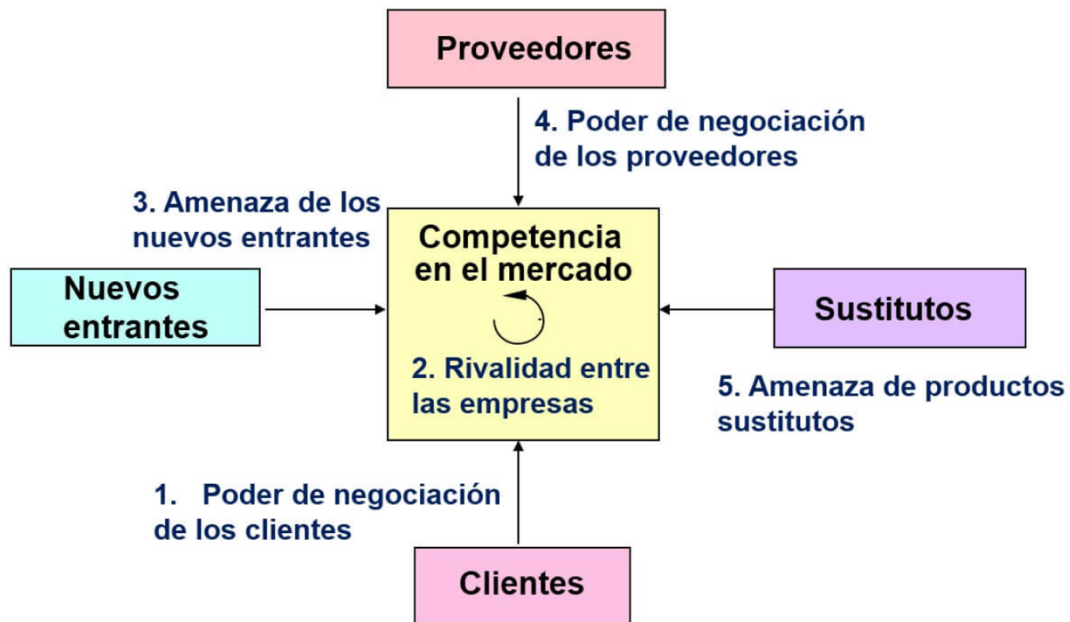 Proveedores
4. Poder de negociación
de los proveedores
3. Amenaza de los
nuevos entrantes
Competencia
en el mercado
Nuevos
entrantes
Sustitutos
2. Rivalidad entre
las empresas
5. Amenaza de productos
sustitutos
1. Poder de negociación
de los clientes
Clientes